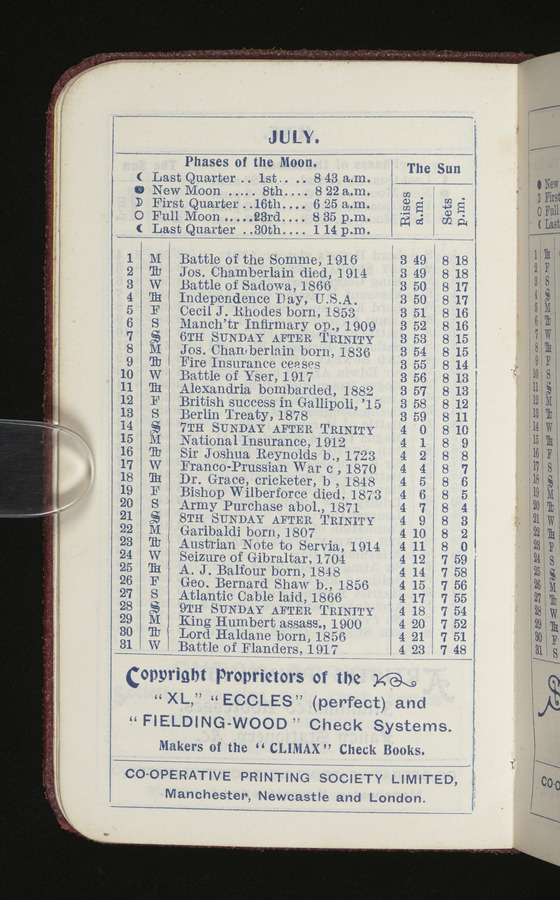 JULY.
Phases of the Moon.
☾ Last Quarter .. 1st.. .. 8 43 a.m.
● New Moon ..... 8th.... 8 22 a.m.
☽ First Quarter ..16th.... 6 25 a.m.
○ Full Moon .....23rd.... 8 35 p.m.
☾ Last Quarter ..30th.... 1 14 p.m.
The Sun
Rises a.m.
Sets p.m.
1 M Battle of the Somme, 1916 3 49 8 18
2 Tu Jos. Chamberlain died, 1914 3 49 8 18
3 W Battle of Sadowa, 1866 3 50 8 17
4 Th Independence Day, U.S.A. 3 50 8 17
5 F Cecil J. Rhodes born, 1853 3 51 8 16
6 S Manch'tr Infirmary op., 1909 3 52 8 16
7 S 6TH SUNDAY AFTER TRINITY 3 53 8 15
8 M Jos. Chamberlain born, 1836 3 54 8 15
9 Tu Fire Insurance ceases 3 55 8 14
10 W Battle of Yser, 1917 3 56 8 13
11 Th Alexandria bombarded, 1882 3 57 8 13
12 F British success in Gallipoli, '15 3 58 8 12
13 S Berlin Treaty, 1878 3 59 8 11
14 S 7TH SUNDAY AFTER TRINITY 4 0 8 10
15 M National Insurance, 1912 4 1 8 9
16 Tu Sir Joshua Reynolds b., 1723 4 2 8 8
17 W Franco-Prussian War c , 1870 4 4 8 7
18 Th Dr. Grace, cricketer, b , 1848 4 5 8 6
19 F Bishop Wilberforce died, 1873 4 6 8 5
20 S Army Purchase abol., 1871 4 7 8 4
21 S 8TH SUNDAY AFTER TRINITY 4 9 8 3
22 M Garibaldi born, 1807 4 10 8 2
23 Tu Austrian Note to Servia, 1914 4 11 8 0
24 W Seizure of Gibraltar, 1704 4 12 7 59
25 Th A. J. Balfour born, 1848 4 14 7 58
26 F Geo. Bernard Shaw b., 1856 4 15 7 56
27 S Atlantic Cable laid, 1866 4 17 7 55
28 S 9TH SUNDAY AFTER TRINITY 4 18 7 54
29 M King Humbert assass., 1900 4 20 7 52
30 Tu Lord Haldane born, 1856 4 21 7 51
31 W Battle of Flanders, 1917 4 23 7 48
Copyright Proprietors of the
"XL," "ECCLES" (perfect) and
"FIELDING-WOOD" Check Systems.
Makers of the "CLIMAX" Check Books.
CO-OPERATIVE PRINTING SOCIETY LIMITED,
Manchester, Newcastle and London.